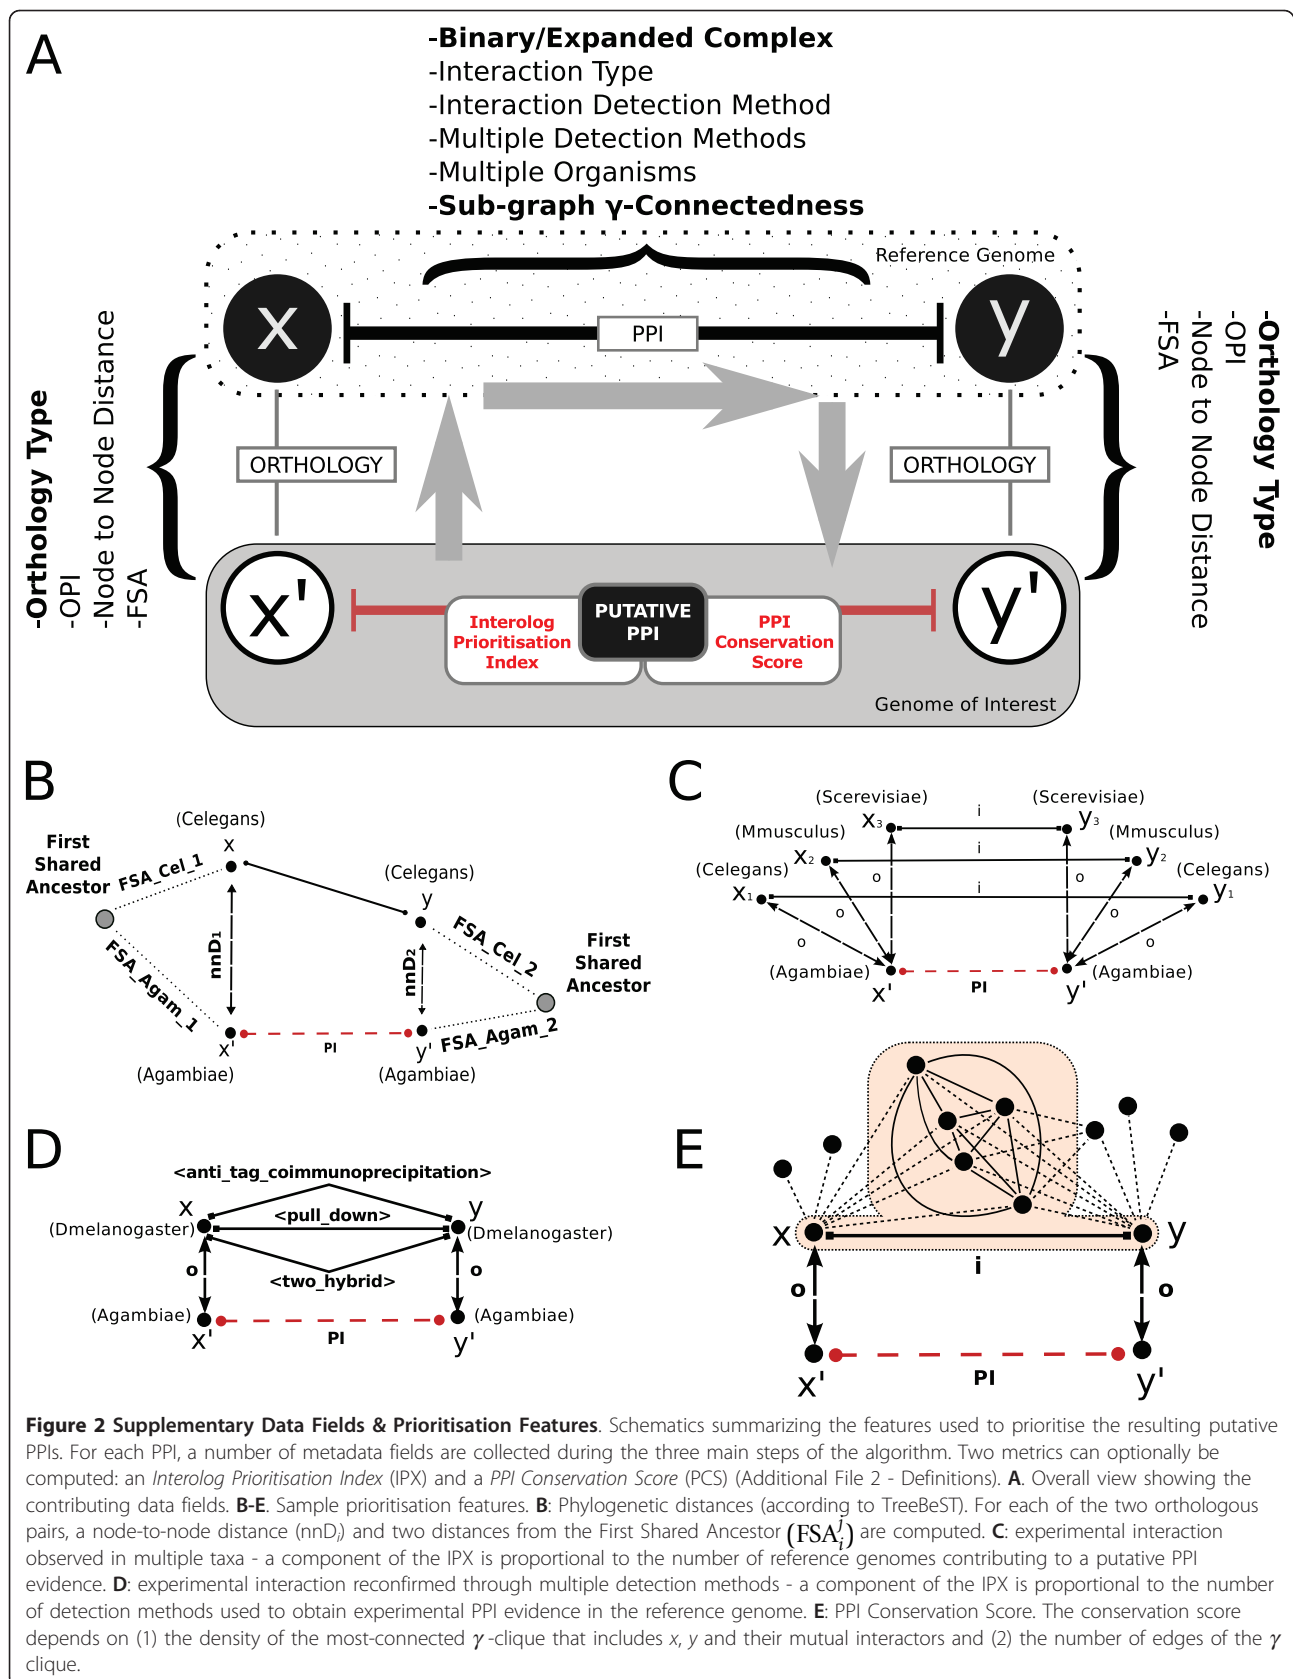 A
-Binary/Expanded Complex
-Interaction Type
-Interaction Detection Method
-Multiple Detection Methods
-Multiple Organisms
-Sub-graph γ-Connectedness
Reference Genome
x
PPI
y
-Orthology Type
-OPI
-Node to Node Distance
-FSA
ORTHOLOGY
ORTHOLOGY
-Orthology Type
-OPI
-Node to Node Distance
-FSA
x'
Interolog
Prioritisation
Index
PUTATIVE
PPI
PPI
Conservation
Score
y'
Genome of Interest
B
First
Shared
Ancestor
(Celegans)
x
FSA_Cel_1
FSA_Agam_1
nnD1
(Celegans)
y
FSA_Cel_2
nnD2
First
Shared
Ancestor
FSA_Agam_2
x'
PI
y'
(Agambiae)
(Agambiae)
C
(Scerevisiae)
i
(Scerevisiae)
x3
y3
(Mmusculus)
i
(Mmusculus)
x2
y2
(Celegans)
o
i
o
(Celegans)
x1
y1
o
o
o
o
(Agambiae)
(Agambiae)
x'
PI
y'
D
<anti_tag_coimmunoprecipitation>
x
<pull_down>
y
(Dmelanogaster)
(Dmelanogaster)
o
<two_hybrid>
o
(Agambiae)
(Agambiae)
x'
PI
y'
E
x
i
y
o
o
x'
PI
y'
Figure 2 Supplementary Data Fields & Prioritisation Features. Schematics summarizing the features used to prioritise the resulting putative
PPIs. For each PPI, a number of metadata fields are collected during the three main steps of the algorithm. Two metrics can optionally be
computed: an Interolog Prioritisation Index (IPX) and a PPI Conservation Score (PCS) (Additional File 2 - Definitions). A. Overall view showing the
contributing data fields. B-E. Sample prioritisation features. B: Phylogenetic distances (according to TreeBeST). For each of the two orthologous
pairs, a node-to-node distance (nnDj) and two distances from the First Shared Ancestor (FSA_i^j) are computed. C: experimental interaction
observed in multiple taxa - a component of the IPX is proportional to the number of reference genomes contributing to a putative PPI
evidence. D: experimental interaction reconfirmed through multiple detection methods - a component of the IPX is proportional to the number
of detection methods used to obtain experimental PPI evidence in the reference genome. E: PPI Conservation Score. The conservation score
depends on (1) the density of the most-connected γ -clique that includes x, y and their mutual interactors and (2) the number of edges of the γ
clique.